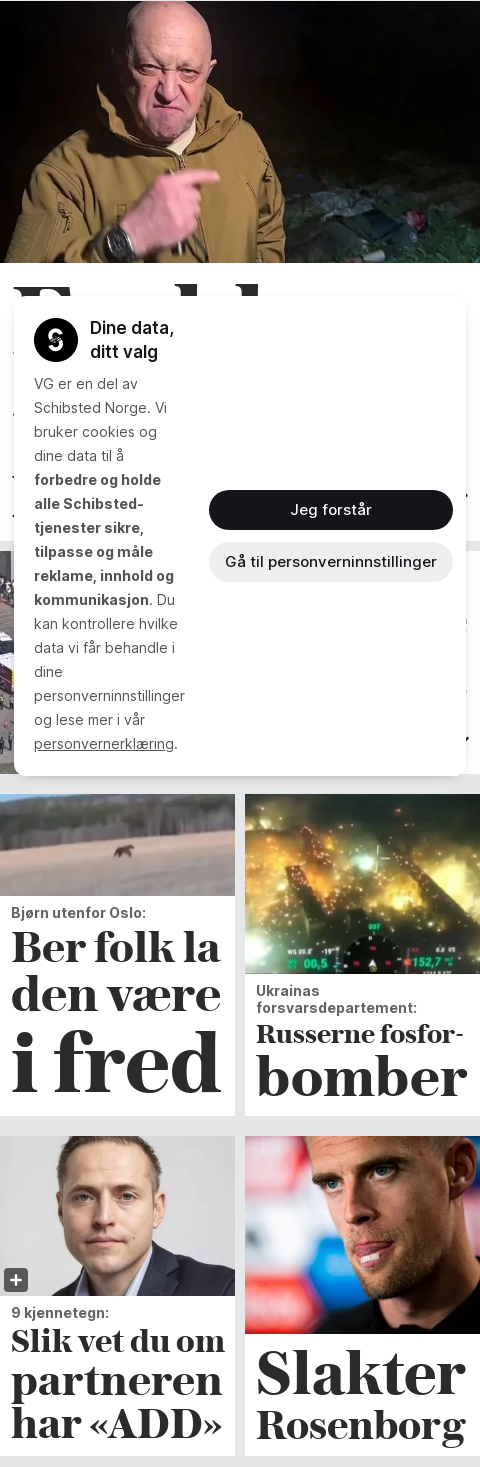 Dine data,
ditt valg
VG er en del av
Schibsted Norge. Vi
bruker cookies og
dine data til å
forbedre og holde
alle Schibsted-
tjenester sikre,
tilpasse og måle
reklame, innhold og
kommunikasjon. Du
kan kontrollere hvilke
data vi får behandle i
dine
personverninnstillinger
og lese mer i vår
personvernerklæring.
Jeg forstår
Gå til personverninnstillinger
Bjørn utenfor Oslo:
Ber folk la
den være
i fred
Ukrainas
forsvarsdepartement:
Russerne fosfor-
bomber
9 kjennetegn:
Slik vet du om
partneren
har «ADD»
Slakter
Rosenborg